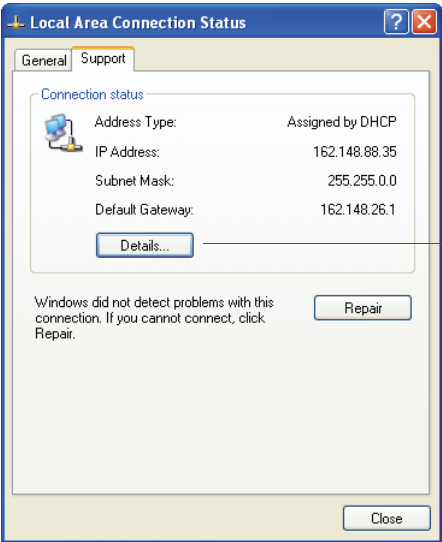 Local Area Connection Status
General Support
Connection status
Address Type: Assigned by DHCP
IP Address: 162.148.88.35
Subnet Mask: 255.255.0.0
Default Gateway: 162.148.26.1
Details...
Windows did not detect problems with this
connection. If you cannot connect, click
Repair.
Repair
Close